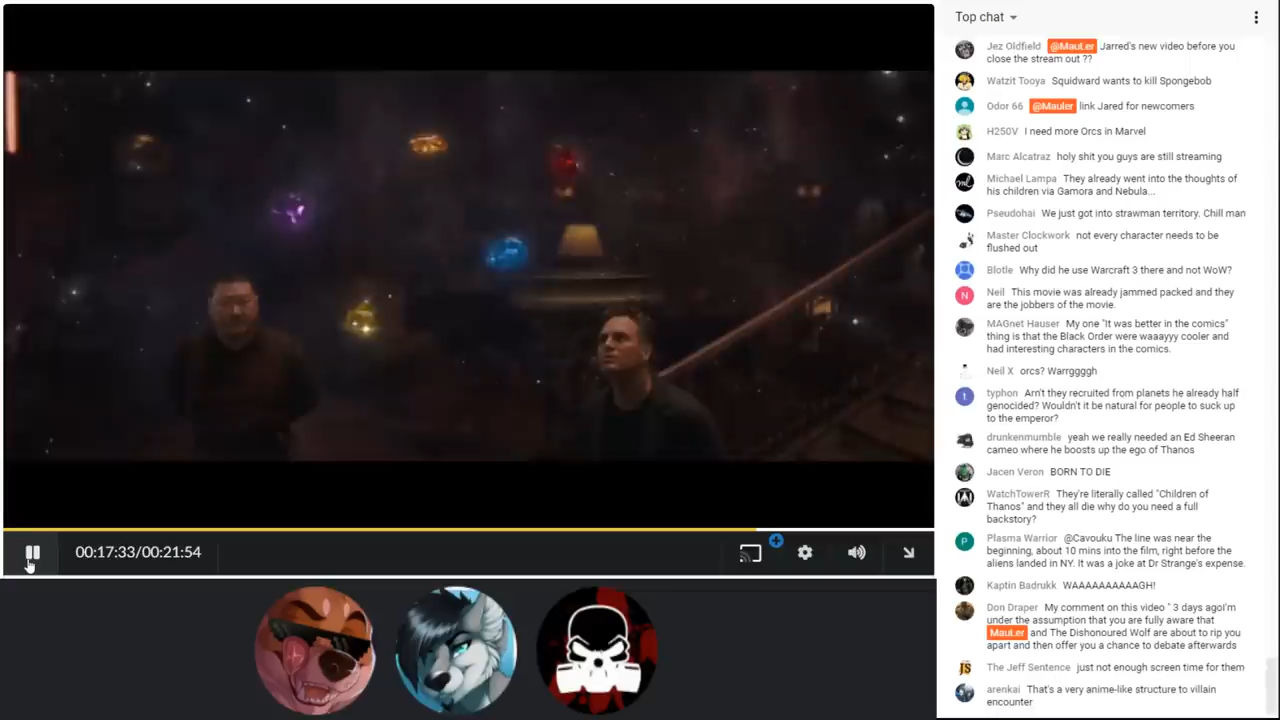 Top chat
Jez Oldfield @MauLer Jarred's new video before you
close the stream out ??
Watzit Tooya Squidward wants to kill Spongebob
Odor 66 @Mauler link Jared for newcomers
H250V I need more Orcs in Marvel
Marc Alcatraz holy shit you guys are still streaming
Michael Lampa They already went into the thoughts of
his children via Gamora and Nebula...
Pseudohai We just got into strawman territory. Chill man
Master Clockwork not every character needs to be
flushed out
Blotle Why did he use Warcraft 3 there and not WoW?
N
Neil This movie was already jammed packed and they
are the jobbers of the movie.
MAGnet Hauser My one "It was better in the comics"
thing is that the Black Order were waaayyy cooler and
had interesting characters in the comics.
Neil X orcs? Warrggggh
t
typhon Arn't they recruited from planets he already half
genocided? Wouldn't it be natural for people to suck up
to the emperor?
drunkenmumble yeah we really needed an Ed Sheeran
cameo where he boosts up the ego of Thanos
Jacen Veron BORN TO DIE
WatchTowerR They're literally called "Children of
Thanos" and they all die why do you need a full
backstory?
P
Plasma Warrior @Cavouku The line was near the
beginning, about 10 mins into the film, right before the
aliens landed in NY. It was a joke at Dr Strange's expense.
Kaptin Badrukk WAAAAAAAAAGH!
Don Draper My comment on this video " 3 days agoI'm
under the assumption that you are fully aware that
MauLer and The Dishonoured Wolf are about to rip you
apart and then offer you a chance to debate afterwards
JS
The Jeff Sentence just not enough screen time for them
arenkai That's a very anime-like structure to villain
encounter
00:17:33/00:21:54